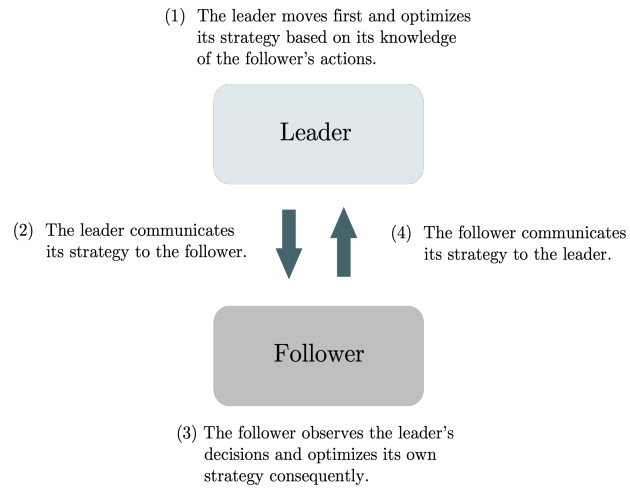 (1) The leader moves first and optimizes
its strategy based on its knowledge
of the follower's actions.
Leader
(2) The leader communicates
its strategy to the follower.
(4) The follower communicates
its strategy to the leader.
Follower
(3) The follower observes the leader's
decisions and optimizes its own
strategy consequently.